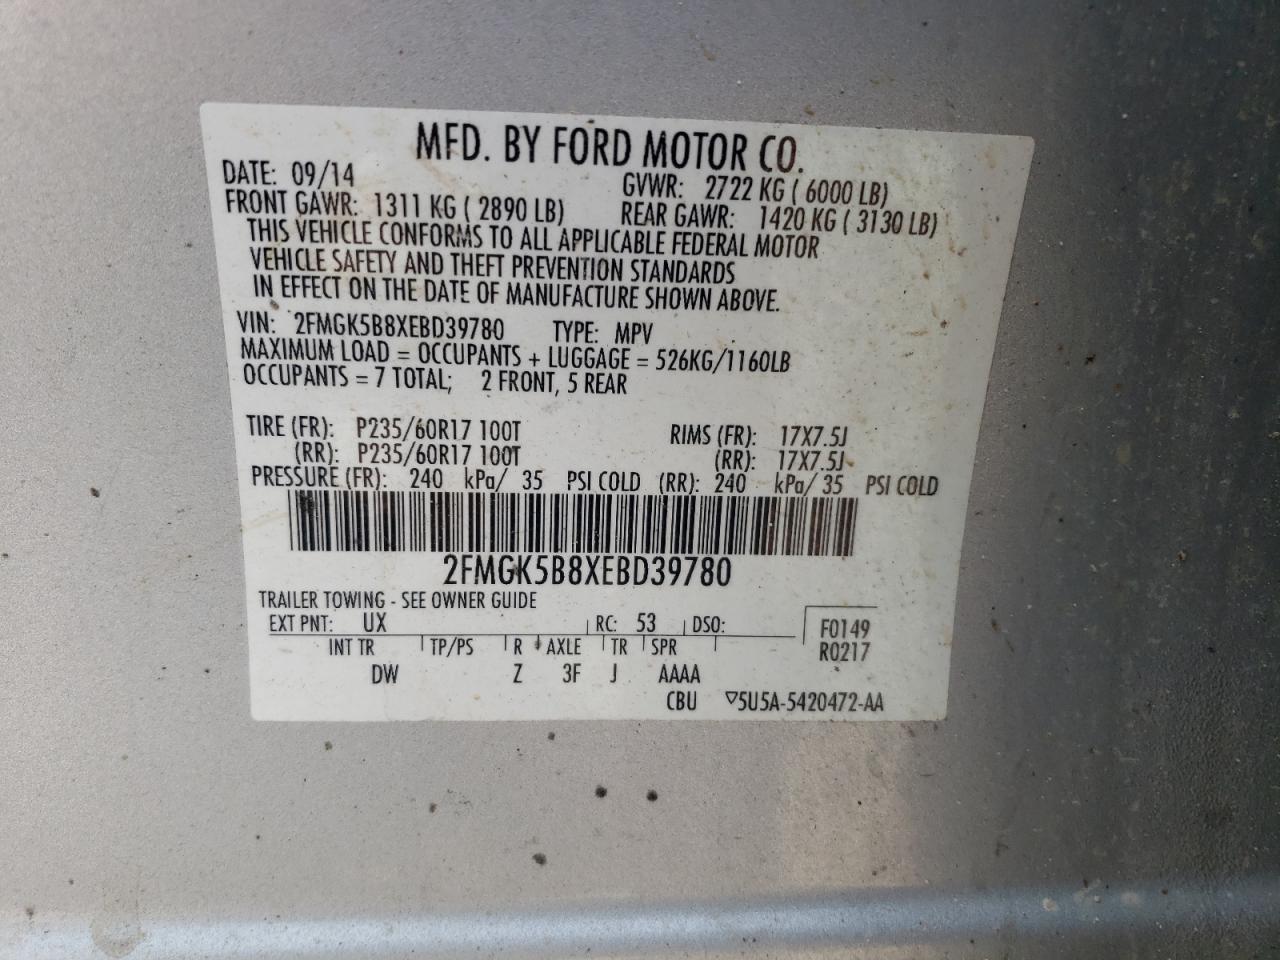 MFD. BY FORD MOTOR CO.
DATE: 09/14 GVWR: 2722 KG ( 6000 LB)
FRONT GAWR: 1311 KG ( 2890 LB) REAR GAWR: 1420 KG ( 3130 LB)
THIS VEHICLE CONFORMS TO ALL APPLICABLE FEDERAL MOTOR
VEHICLE SAFETY AND THEFT PREVENTION STANDARDS
IN EFFECT ON THE DATE OF MANUFACTURE SHOWN ABOVE.
VIN: 2FMGK5B8XEBD39780 TYPE: MPV
MAXIMUM LOAD = OCCUPANTS + LUGGAGE = 526KG/1160LB
OCCUPANTS = 7 TOTAL; 2 FRONT, 5 REAR
TIRE (FR): P235/60R17 100T RIMS (FR): 17X7.5J
(RR): P235/60R17 100T (RR): 17X7.5J
PRESSURE (FR): 240 kPa/ 35 PSI COLD (RR): 240 kPa/ 35 PSI COLD
2FMGK5B8XEBD39780
TRAILER TOWING - SEE OWNER GUIDE
EXT PNT: UX RC: 53 DSO: F0149
INT TR TP/PS R AXLE TR SPR R0217
DW Z 3F J AAAA
CBU ▽5U5A-5420472-AA